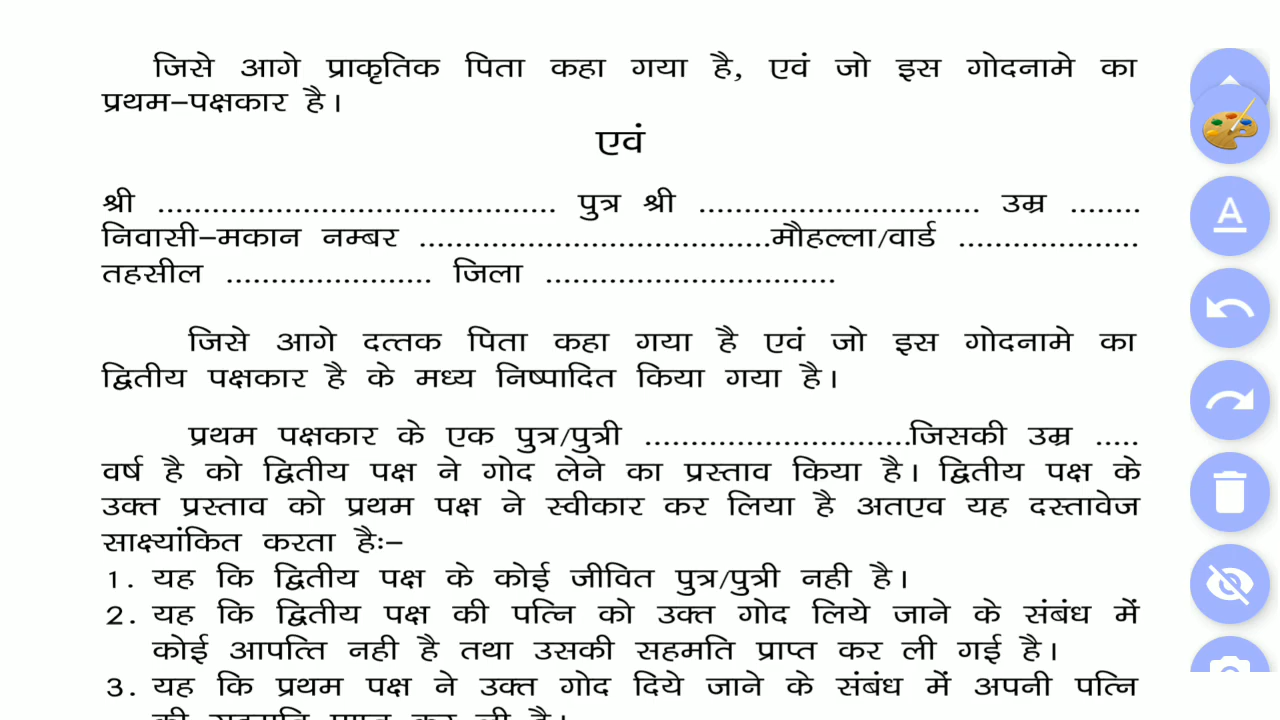 जिसे आगे प्राकृतिक पिता कहा गया है, एवं जो इस गोदनामे का
प्रथम–पक्षकार है।
एवं
श्री ............................................ पुत्र श्री ............................... उम्र ........
निवासी–मकान नम्बर .......................................मौहल्ला/वार्ड ....................
तहसील ....................... जिला ................................
जिसे आगे दत्तक पिता कहा गया है एवं जो इस गोदनामे का
द्वितीय पक्षकार है के मध्य निष्पादित किया गया है।
प्रथम पक्षकार के एक पुत्र/पुत्री .............................जिसकी उम्र .....
वर्ष है को द्वितीय पक्ष ने गोद लेने का प्रस्ताव किया है। द्वितीय पक्ष के
उक्त प्रस्ताव को प्रथम पक्ष ने स्वीकार कर लिया है अतएव यह दस्तावेज
साक्ष्यांकित करता हैः–
1. यह कि द्वितीय पक्ष के कोई जीवित पुत्र/पुत्री नही है।
2. यह कि द्वितीय पक्ष की पत्नि को उक्त गोद लिये जाने के संबंध में
कोई आपत्ति नही है तथा उसकी सहमति प्राप्त कर ली गई है।
3. यह कि प्रथम पक्ष ने उक्त गोद दिये जाने के संबंध में अपनी पत्नि
A